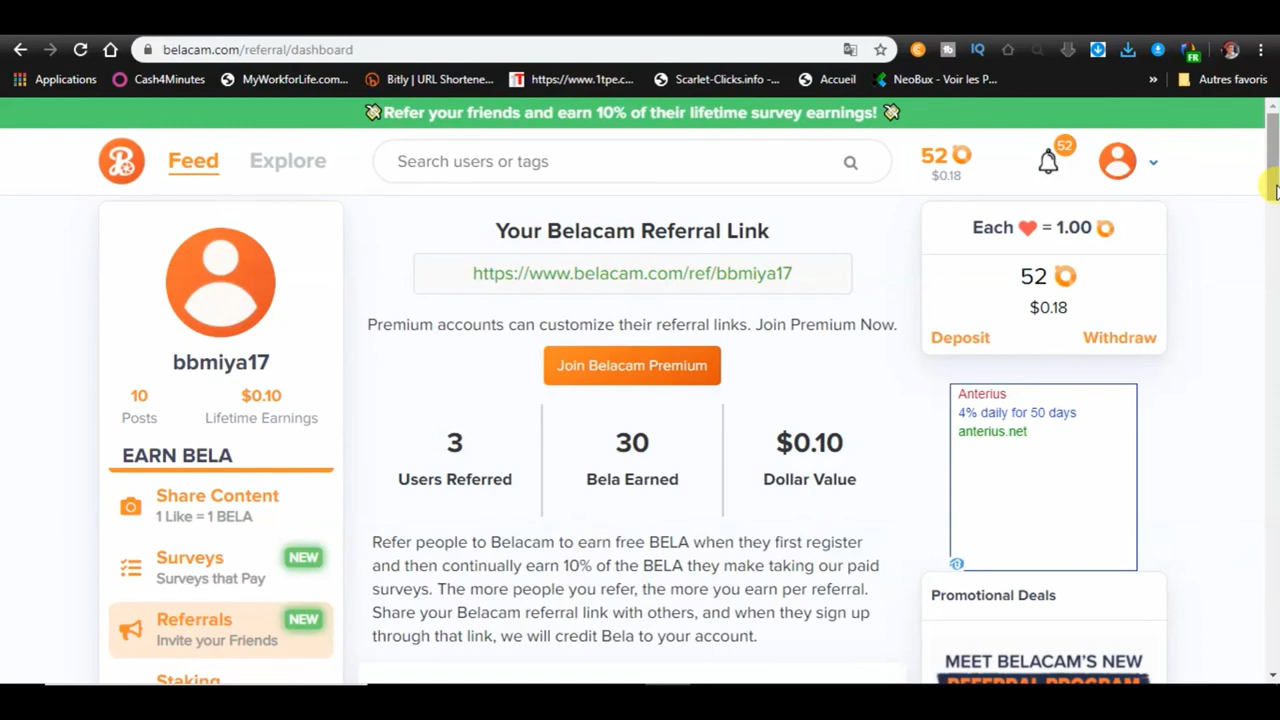 belacam.com/referral/dashboard
FR
Applications
Cash4Minutes
MyWorkforLife.com...
Bitly | URL Shortene...
https://www.1tpe.c...
Scarlet-Clicks.info -...
Accueil
NeoBux - Voir les P...
»
Autres favoris
Refer your friends and earn 10% of their lifetime survey earnings!
Feed
Explore
Search users or tags
52
$0.18
52
bbmiya17
10
$0.10
Posts
Lifetime Earnings
EARN BELA
Share Content
1 Like = 1 BELA
Surveys
NEW
Surveys that Pay
Referrals
NEW
Invite your Friends
Staking
Your Belacam Referral Link
https://www.belacam.com/ref/bbmiya17
Premium accounts can customize their referral links. Join Premium Now.
Join Belacam Premium
3
30
$0.10
Users Referred
Bela Earned
Dollar Value
Refer people to Belacam to earn free BELA when they first register
and then continually earn 10% of the BELA they make taking our paid
surveys. The more people you refer, the more you earn per referral.
Share your Belacam referral link with others, and when they sign up
through that link, we will credit Bela to your account.
Each ❤ = 1.00
52
$0.18
Deposit
Withdraw
Anterius
4% daily for 50 days
anterius.net
Promotional Deals
MEET BELACAM'S NEW
REFERRAL PROGRAM